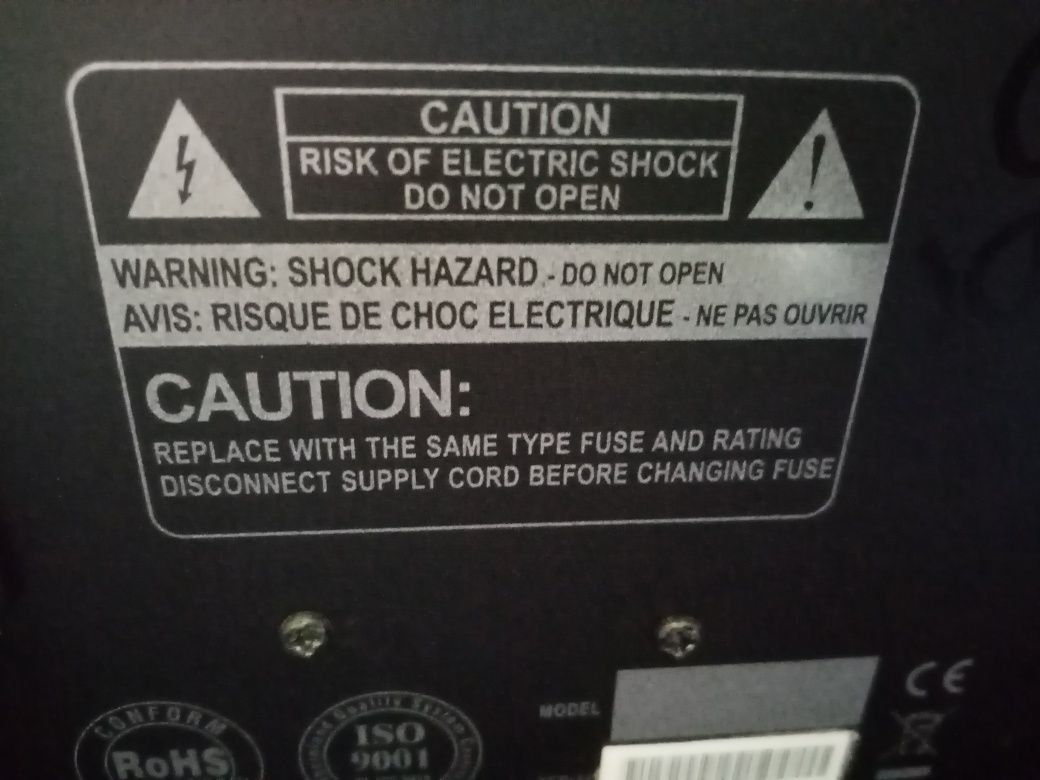 CAUTION
RISK OF ELECTRIC SHOCK
DO NOT OPEN
WARNING: SHOCK HAZARD - DO NOT OPEN
AVIS: RISQUE DE CHOC ELECTRIQUE - NE PAS OUVRIR
CAUTION:
REPLACE WITH THE SAME TYPE FUSE AND RATING
DISCONNECT SUPPLY CORD BEFORE CHANGING FUSE
CONFORM
RoHS
Quality System
ISO
9001
MODEL
CE